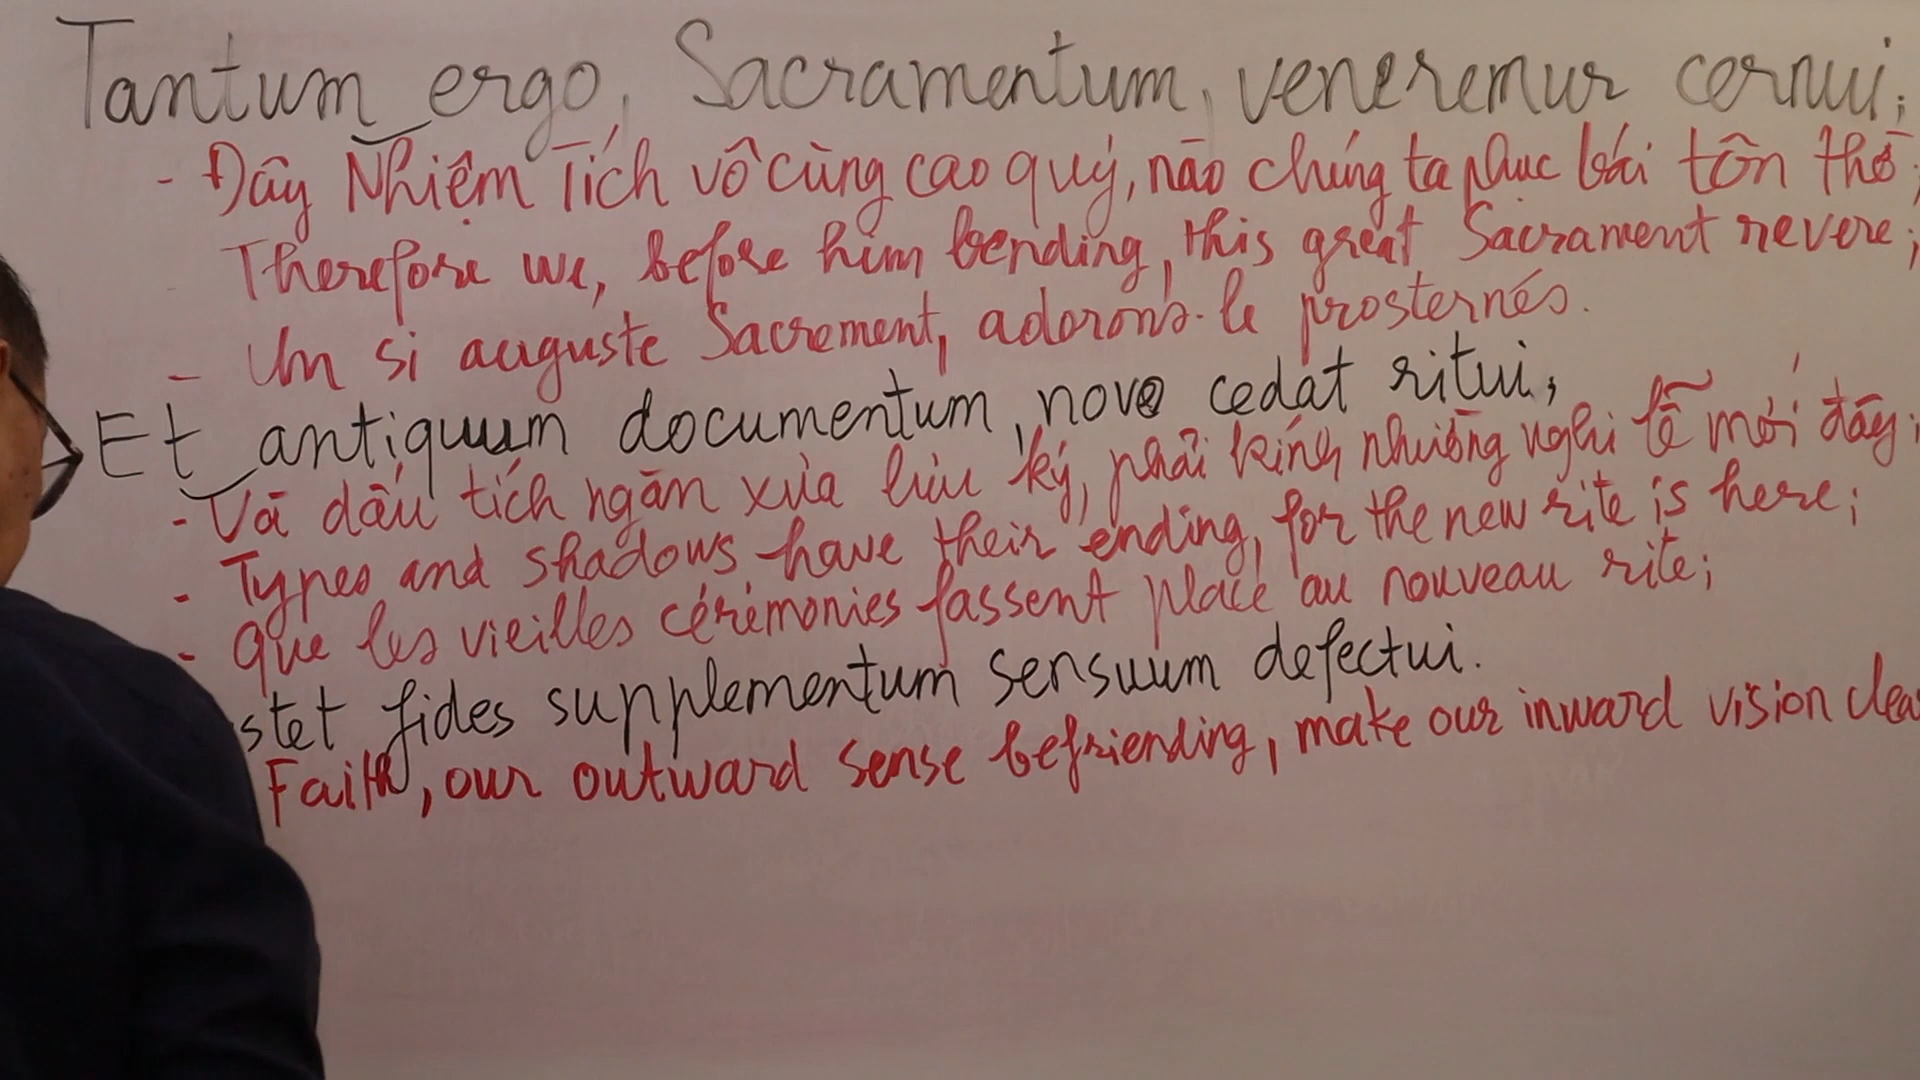 Tantum ergo, Sacramentum, veneremur cernui;
- Đây Nhiệm Tích vô cùng cao quý, nào chúng ta phục bái tôn thờ;
Therefore we, before him bending, this great Sacrament revere;
- Un si auguste Sacrement, adorons-le prosternés.
Et antiquum documentum, novo cedat ritui;
- Và dấu tích ngàn xưa lưu ký, phải kính nhường nghi lễ mới đây;
- Types and shadows have their ending, for the new rite is here;
- Que les vieilles cérémonies fassent place au nouveau rite;
stet fides supplementum sensuum defectui.
Faith, our outward sense befriending, make our inward vision clea